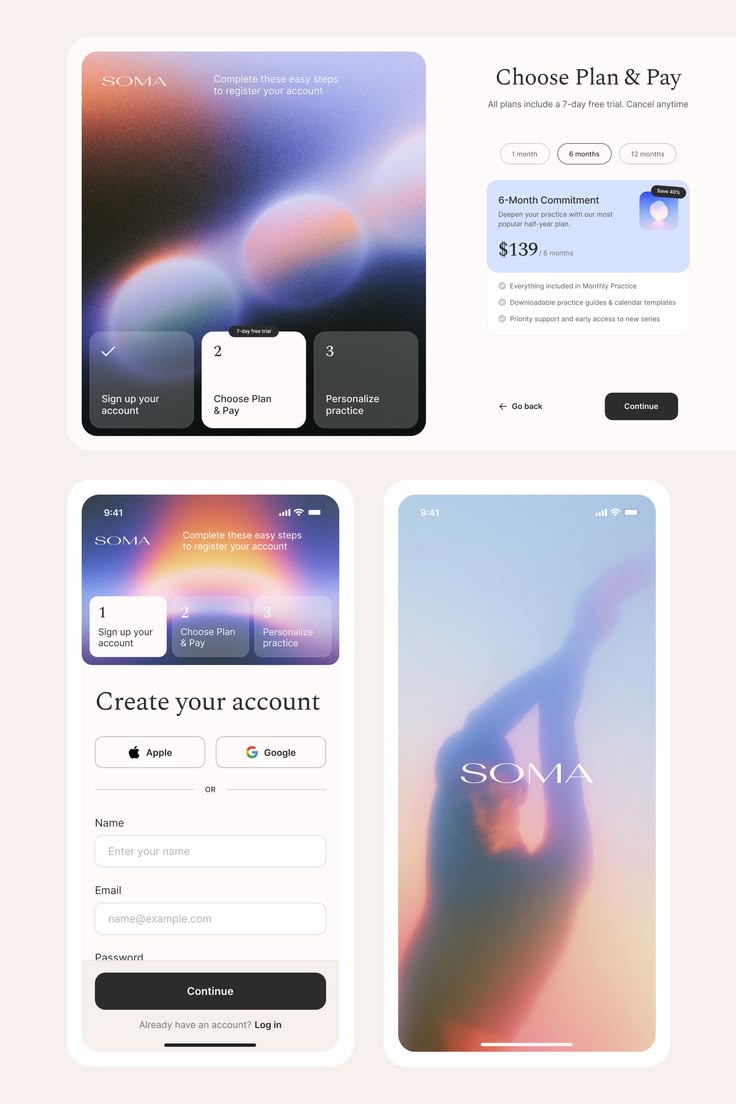 SOMA
Complete these easy steps
to register your account
Sign up your
account
7-day free trial
2
Choose Plan
& Pay
3
Personalize
practice
Choose Plan & Pay
All plans include a 7-day free trial. Cancel anytime
1 month
6 months
12 months
Save 40%
6-Month Commitment
Deepen your practice with our most
popular half-year plan.
$139 / 6 months
Everything included in Monthly Practice
Downloadable practice guides & calendar templates
Priority support and early access to new series
← Go back
Continue
9:41
SOMA
Complete these easy steps
to register your account
1
Sign up your
account
2
Choose Plan
& Pay
3
Personalize
practice
Create your account
Apple
Google
OR
Name
Enter your name
Email
name@example.com
Password
Continue
Already have an account? Log in
9:41
SOMA